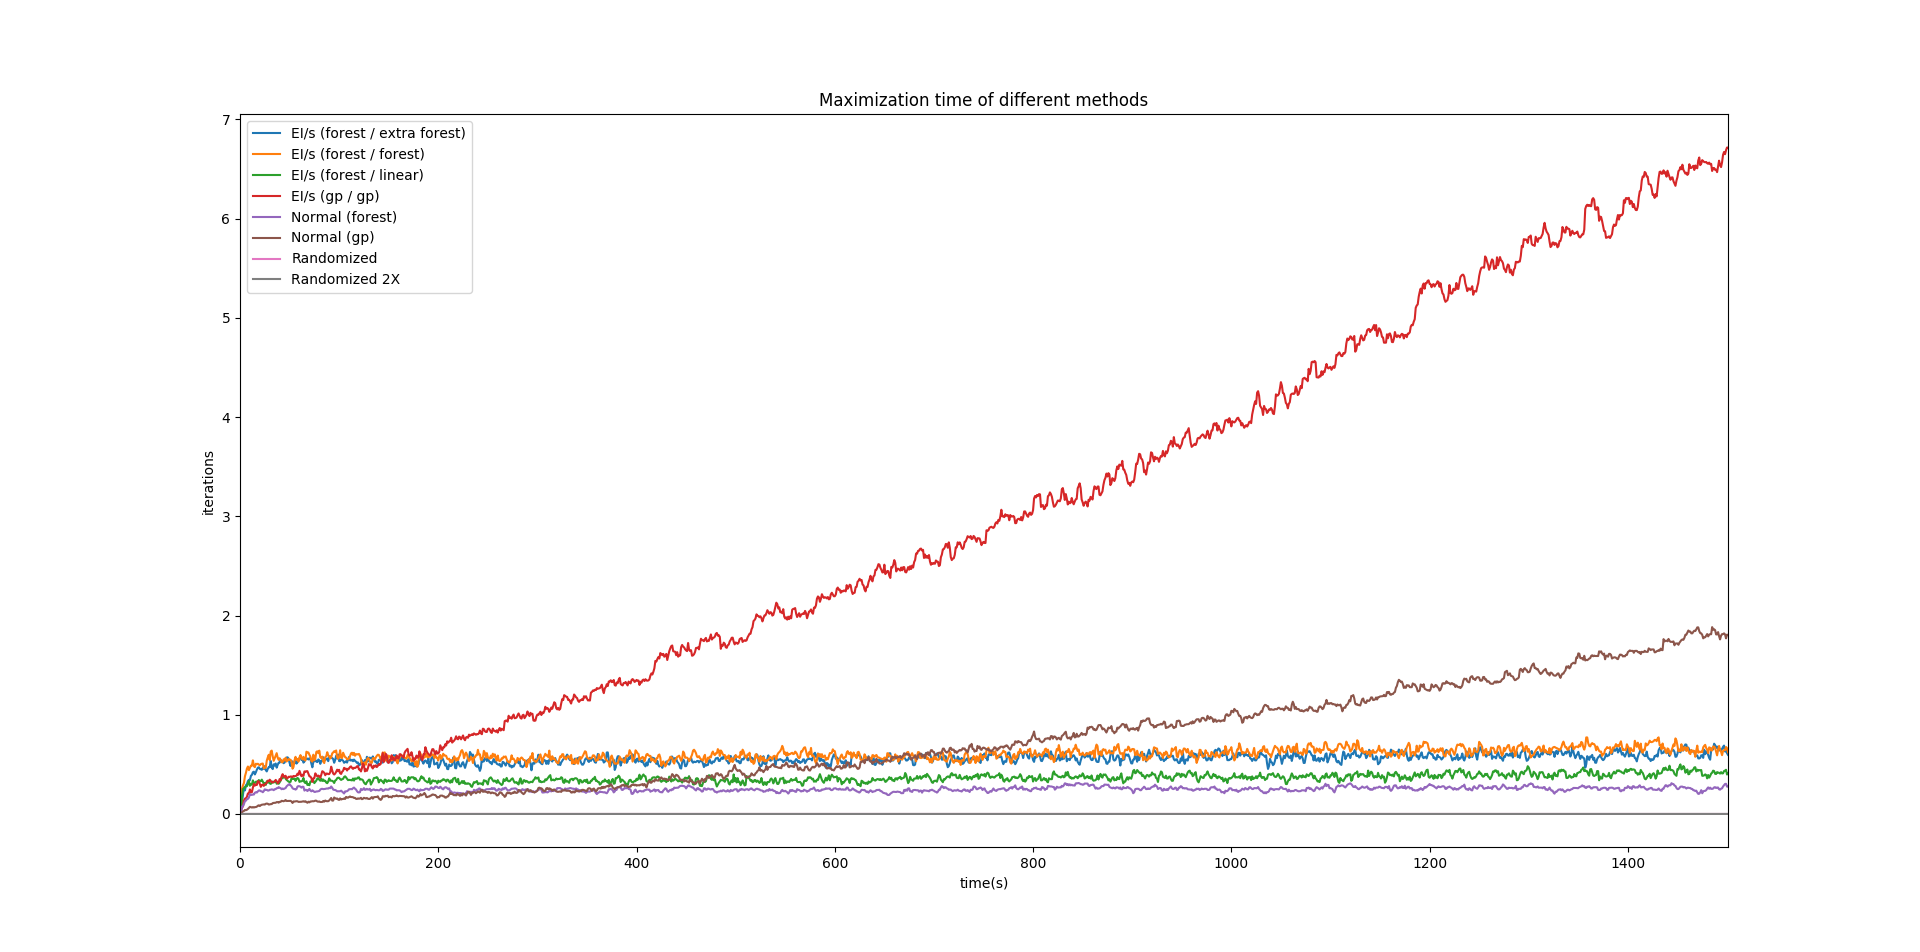 Maximization time of different methods
7
6
5
4
3
2
1
0
iterations
EI/s (forest / extra forest)
EI/s (forest / forest)
EI/s (forest / linear)
EI/s (gp / gp)
Normal (forest)
Normal (gp)
Randomized
Randomized 2X
0 200 400 600 800 1000 1200 1400
time(s)